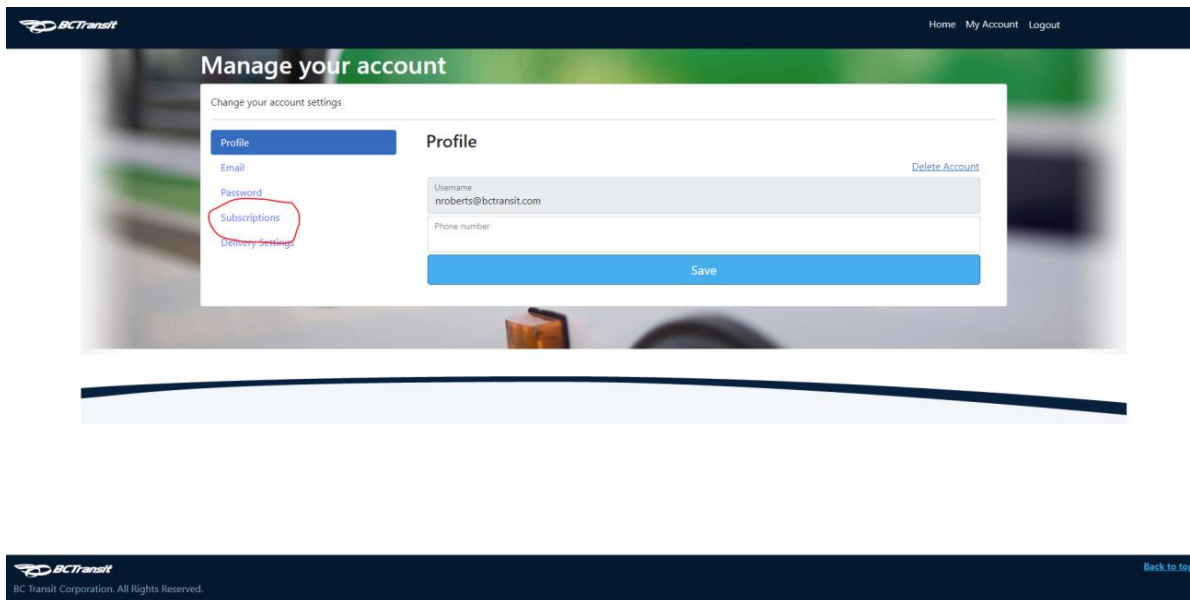 BCTransit
Home My Account Logout
Manage your account
Change your account settings
Profile
Email
Password
Subscriptions
Delivery Settings
Profile
Delete Account
Username
nroberts@bctransit.com
Phone number
Save
BCTransit
Back to top
BC Transit Corporation. All Rights Reserved.